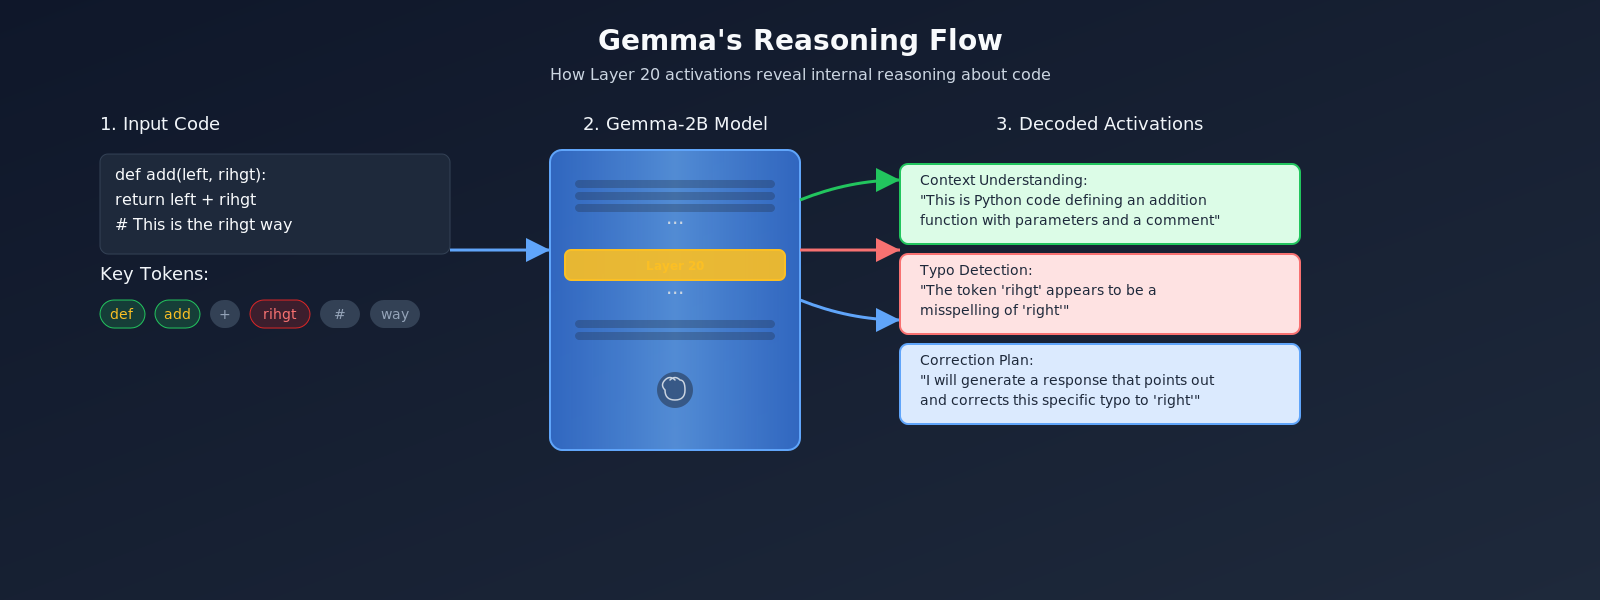 Gemma's Reasoning Flow
How Layer 20 activations reveal internal reasoning about code
1. Input Code
def add(left, rihgt):
return left + rihgt
# This is the rihgt way
Key Tokens:
def add + rihgt # way
2. Gemma-2B Model
...
Layer 20
...
3. Decoded Activations
Context Understanding:
"This is Python code defining an addition
function with parameters and a comment"
Typo Detection:
"The token 'rihgt' appears to be a
misspelling of 'right'"
Correction Plan:
"I will generate a response that points out
and corrects this specific typo to 'right'"